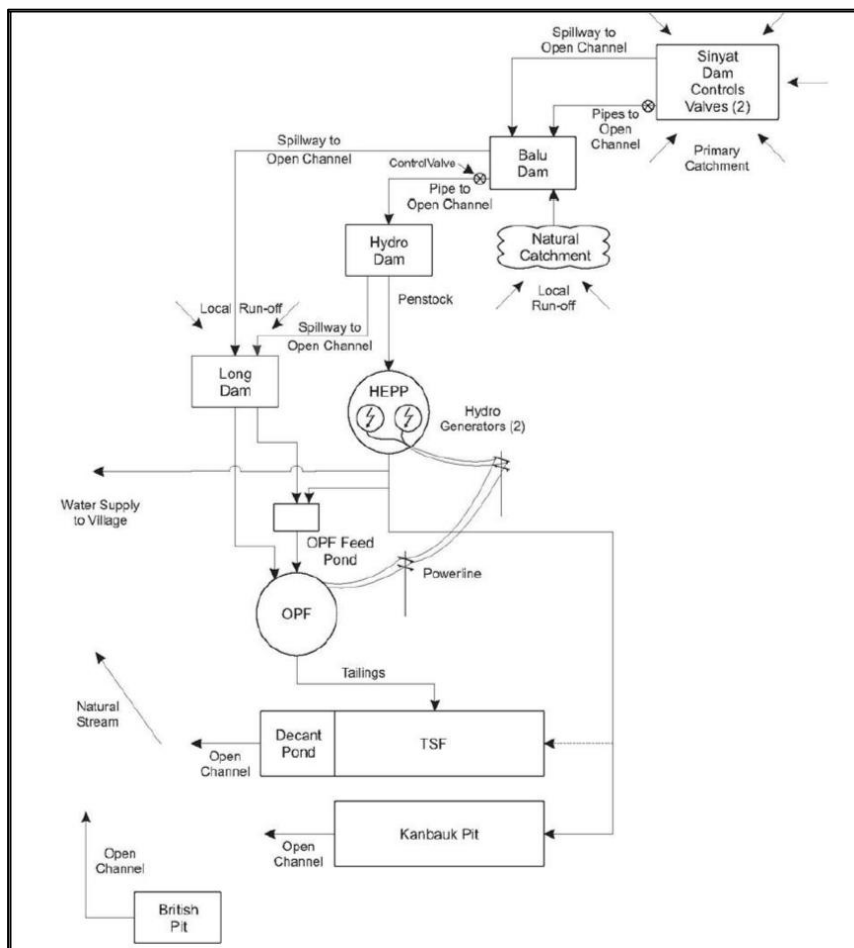 Spillway to
Open Channel
Sinyat
Dam
Controls
Valves (2)
Pipes to
Open
Channel
Primary
Catchment
Spillway to
Open Channel
ControlValve
Balu
Dam
Pipe to
Open Channel
Hydro
Dam
Natural
Catchment
Local
Run-off
Penstock
Local Run-off
Spillway to
Open Channel
Long
Dam
HEPP
Hydro
Generators (2)
Water Supply
to Village
OPF Feed
Pond
Powerline
OPF
Tailings
Natural
Stream
Decant
Pond
TSF
Open
Channel
Kanbauk Pit
Open
Channel
Open
Channel
British
Pit